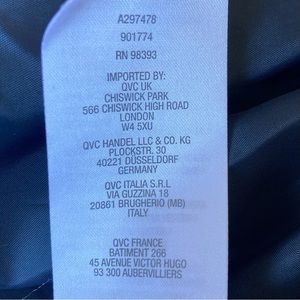 A297478
901774
RN 98393
IMPORTED BY:
QVC UK
CHISWICK PARK
566 CHISWICK HIGH ROAD
LONDON
W4 5XU
QVC HANDEL LLC & CO. KG
PLOCKSTR. 30
40221 DÜSSELDORF
GERMANY
QVC ITALIA S.R.L
VIA GUZZINA 18
20861 BRUGHERIO (MB)
ITALY
QVC FRANCE
BATIMENT 266
45 AVENUE VICTOR HUGO
93 300 AUBERVILLIERS